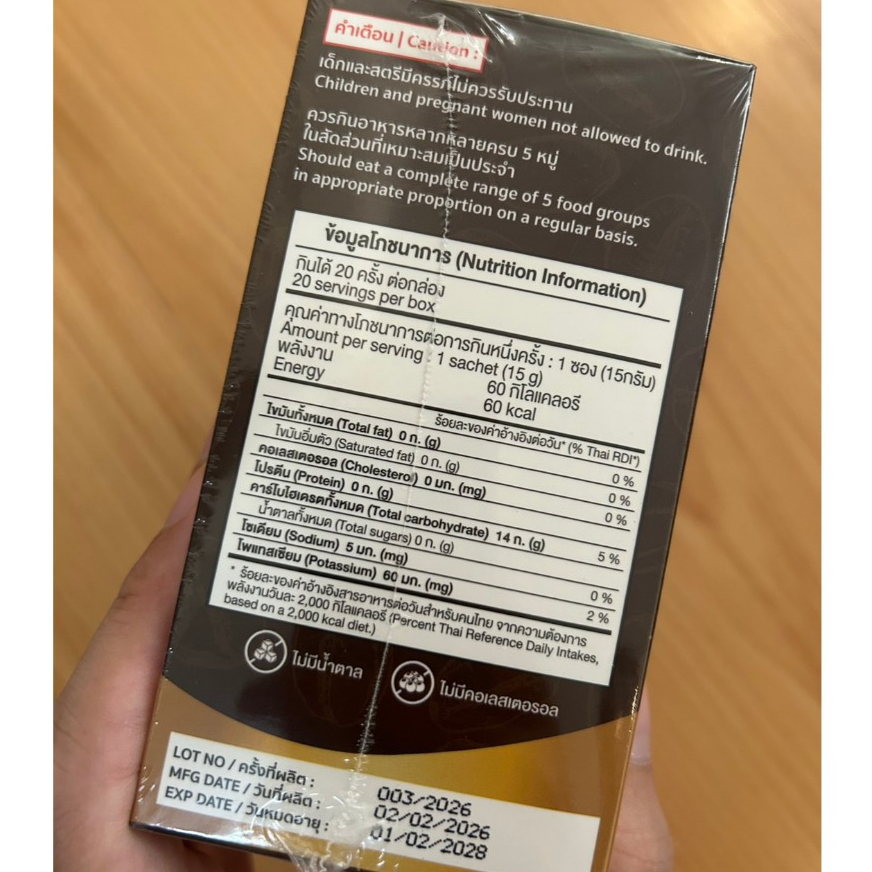 คำเตือน | Caution :
เด็กและสตรีมีครรภ์ไม่ควรรับประทาน
Children and pregnant women not allowed to drink.
ควรกินอาหารหลากหลายครบ 5 หมู่
ในสัดส่วนที่เหมาะสมเป็นประจำ
Should eat a complete range of 5 food groups
in appropriate proportion on a regular basis.
ข้อมูลโภชนาการ (Nutrition Information)
กินได้ 20 ครั้ง ต่อกล่อง
20 servings per box
คุณค่าทางโภชนาการต่อการกินหนึ่งครั้ง : 1 ซอง (15กรัม)
Amount per serving : 1 sachet (15 g)
พลังงาน 60 กิโลแคลอรี
Energy 60 kcal
ร้อยละของค่าอ้างอิงต่อวัน* (% Thai RDI*)
ไขมันทั้งหมด (Total fat) 0 ก. (g) 0 %
ไขมันอิ่มตัว (Saturated fat) 0 ก. (g) 0 %
คอเลสเตอรอล (Cholesterol) 0 มก. (mg) 0 %
โปรตีน (Protein) 0 ก. (g)
คาร์โบไฮเดรตทั้งหมด (Total carbohydrate) 14 ก. (g) 5 %
น้ำตาลทั้งหมด (Total sugars) 0 ก. (g)
โซเดียม (Sodium) 5 มก. (mg) 0 %
โพแทสเซียม (Potassium) 60 มก. (mg) 2 %
* ร้อยละของค่าอ้างอิงสารอาหารต่อวันสำหรับคนไทย จากความต้องการ
พลังงานวันละ 2,000 กิโลแคลอรี (Percent Thai Reference Daily Intakes,
based on a 2,000 kcal diet.)
ไม่มีน้ำตาล
ไม่มีคอเลสเตอรอล
LOT NO / ครั้งที่ผลิต : 003/2026
MFG DATE / วันที่ผลิต : 02/02/2026
EXP DATE / วันหมดอายุ : 01/02/2028